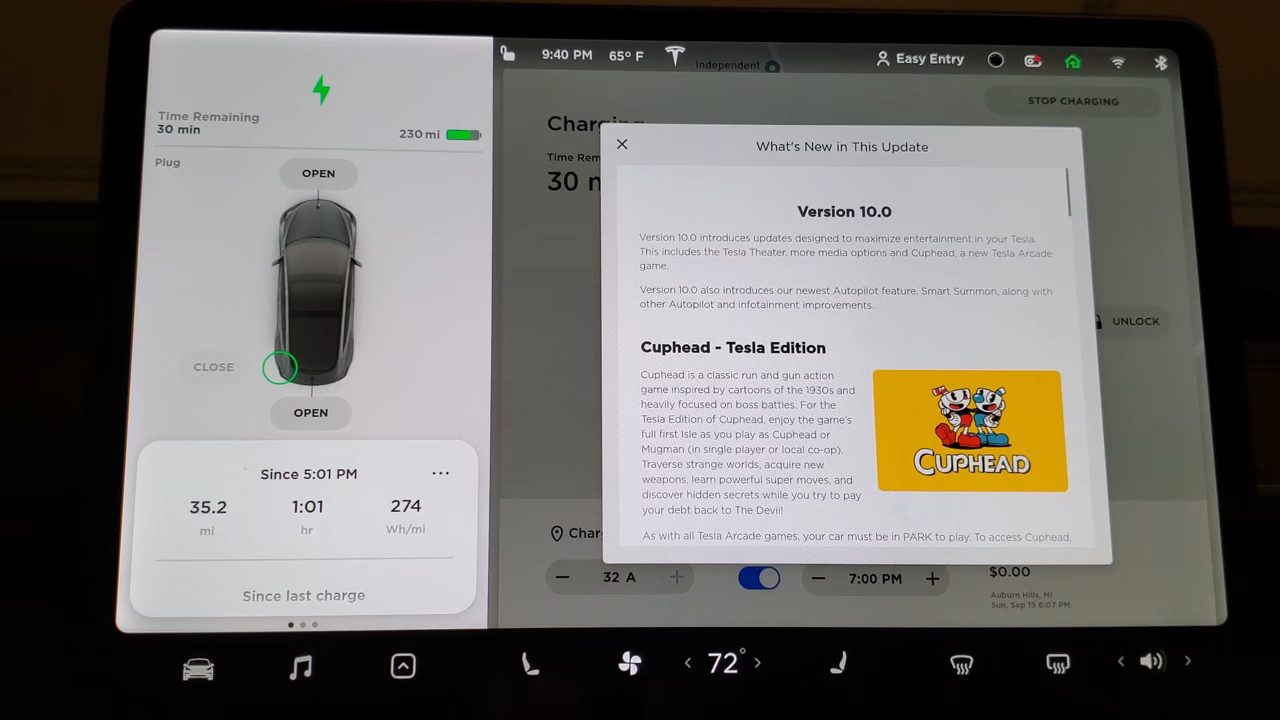 9:40 PM 65° F
Independent
Easy Entry
Time Remaining
30 min
230 mi
Plug
OPEN
CLOSE
OPEN
Since 5:01 PM ...
35.2 1:01 274
mi hr Wh/mi
Since last charge
STOP CHARGING
Charging
Time Rem
30
UNLOCK
What's New in This Update
Version 10.0
Version 10.0 introduces updates designed to maximize entertainment in your Tesla.
This includes the Tesla Theater, more media options and Cuphead, a new Tesla Arcade
game.
Version 10.0 also introduces our newest Autopilot feature, Smart Summon, along with
other Autopilot and infotainment improvements.
Cuphead - Tesla Edition
Cuphead is a classic run and gun action
game inspired by cartoons of the 1930s and
heavily focused on boss battles. For the
Tesla Edition of Cuphead, enjoy the game's
full first Isle as you play as Cuphead or
Mugman (in single player or local co-op).
Traverse strange worlds, acquire new
weapons, learn powerful super moves, and
discover hidden secrets while you try to pay
your debt back to The Devil!
CUPHEAD
As with all Tesla Arcade games, your car must be in PARK to play. To access Cuphead,
Char
− 32 A +
− 7:00 PM +
$0.00
Auburn Hills, MI
Sun, Sep 15 6:07 PM
< 72° >
< >